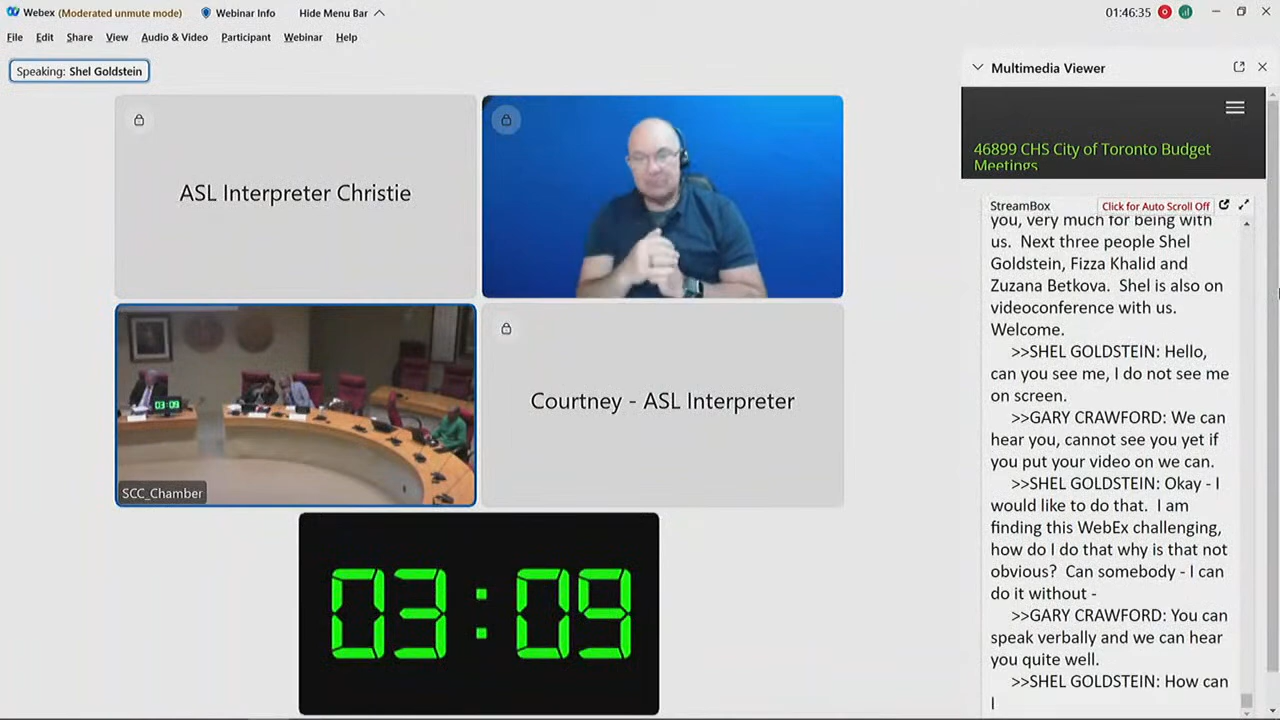 Webex (Moderated unmute mode) Webinar Info Hide Menu Bar 01:46:35
File Edit Share View Audio & Video Participant Webinar Help
Speaking: Shel Goldstein
ASL Interpreter Christie
SCC_Chamber
03:09
Courtney - ASL Interpreter
03:09
Multimedia Viewer
46899 CHS City of Toronto Budget
Meetings
StreamBox Click for Auto Scroll Off
you, very much for being with
us. Next three people Shel
Goldstein, Fizza Khalid and
Zuzana Betkova. Shel is also on
videoconference with us.
Welcome.
>>SHEL GOLDSTEIN: Hello,
can you see me, I do not see me
on screen.
>>GARY CRAWFORD: We can
hear you, cannot see you yet if
you put your video on we can.
>>SHEL GOLDSTEIN: Okay - I
would like to do that. I am
finding this WebEx challenging,
how do I do that why is that not
obvious? Can somebody - I can
do it without -
>>GARY CRAWFORD: You can
speak verbally and we can hear
you quite well.
>>SHEL GOLDSTEIN: How can
I